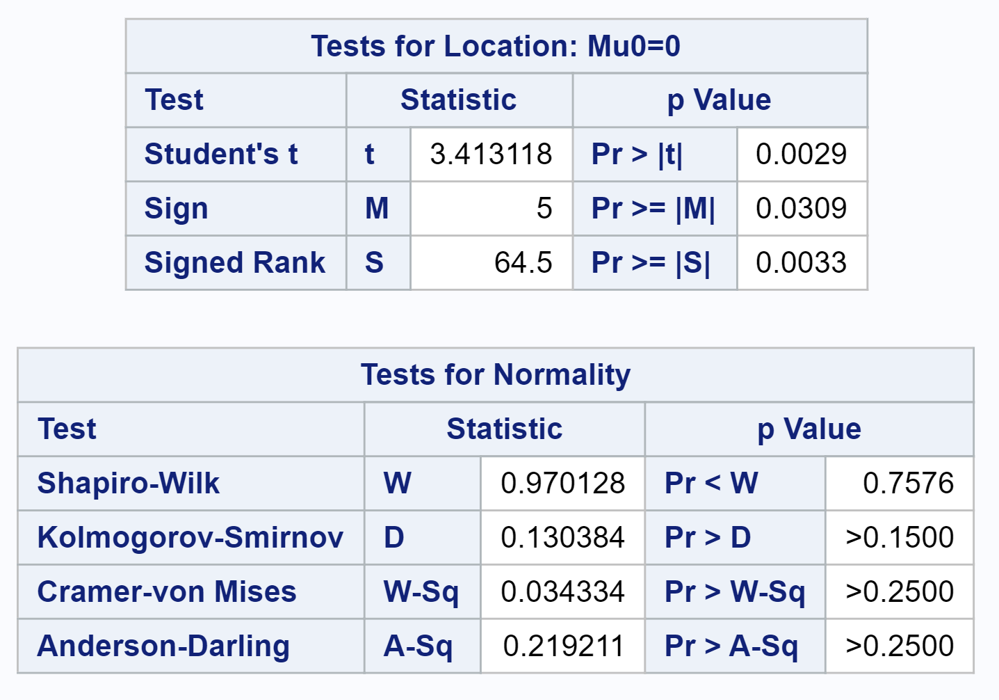 Tests for Location: Mu0=0
Test Statistic p Value
Student's t t 3.413118 Pr > |t| 0.0029
Sign M 5 Pr >= |M| 0.0309
Signed Rank S 64.5 Pr >= |S| 0.0033
Tests for Normality
Test Statistic p Value
Shapiro-Wilk W 0.970128 Pr < W 0.7576
Kolmogorov-Smirnov D 0.130384 Pr > D >0.1500
Cramer-von Mises W-Sq 0.034334 Pr > W-Sq >0.2500
Anderson-Darling A-Sq 0.219211 Pr > A-Sq >0.2500